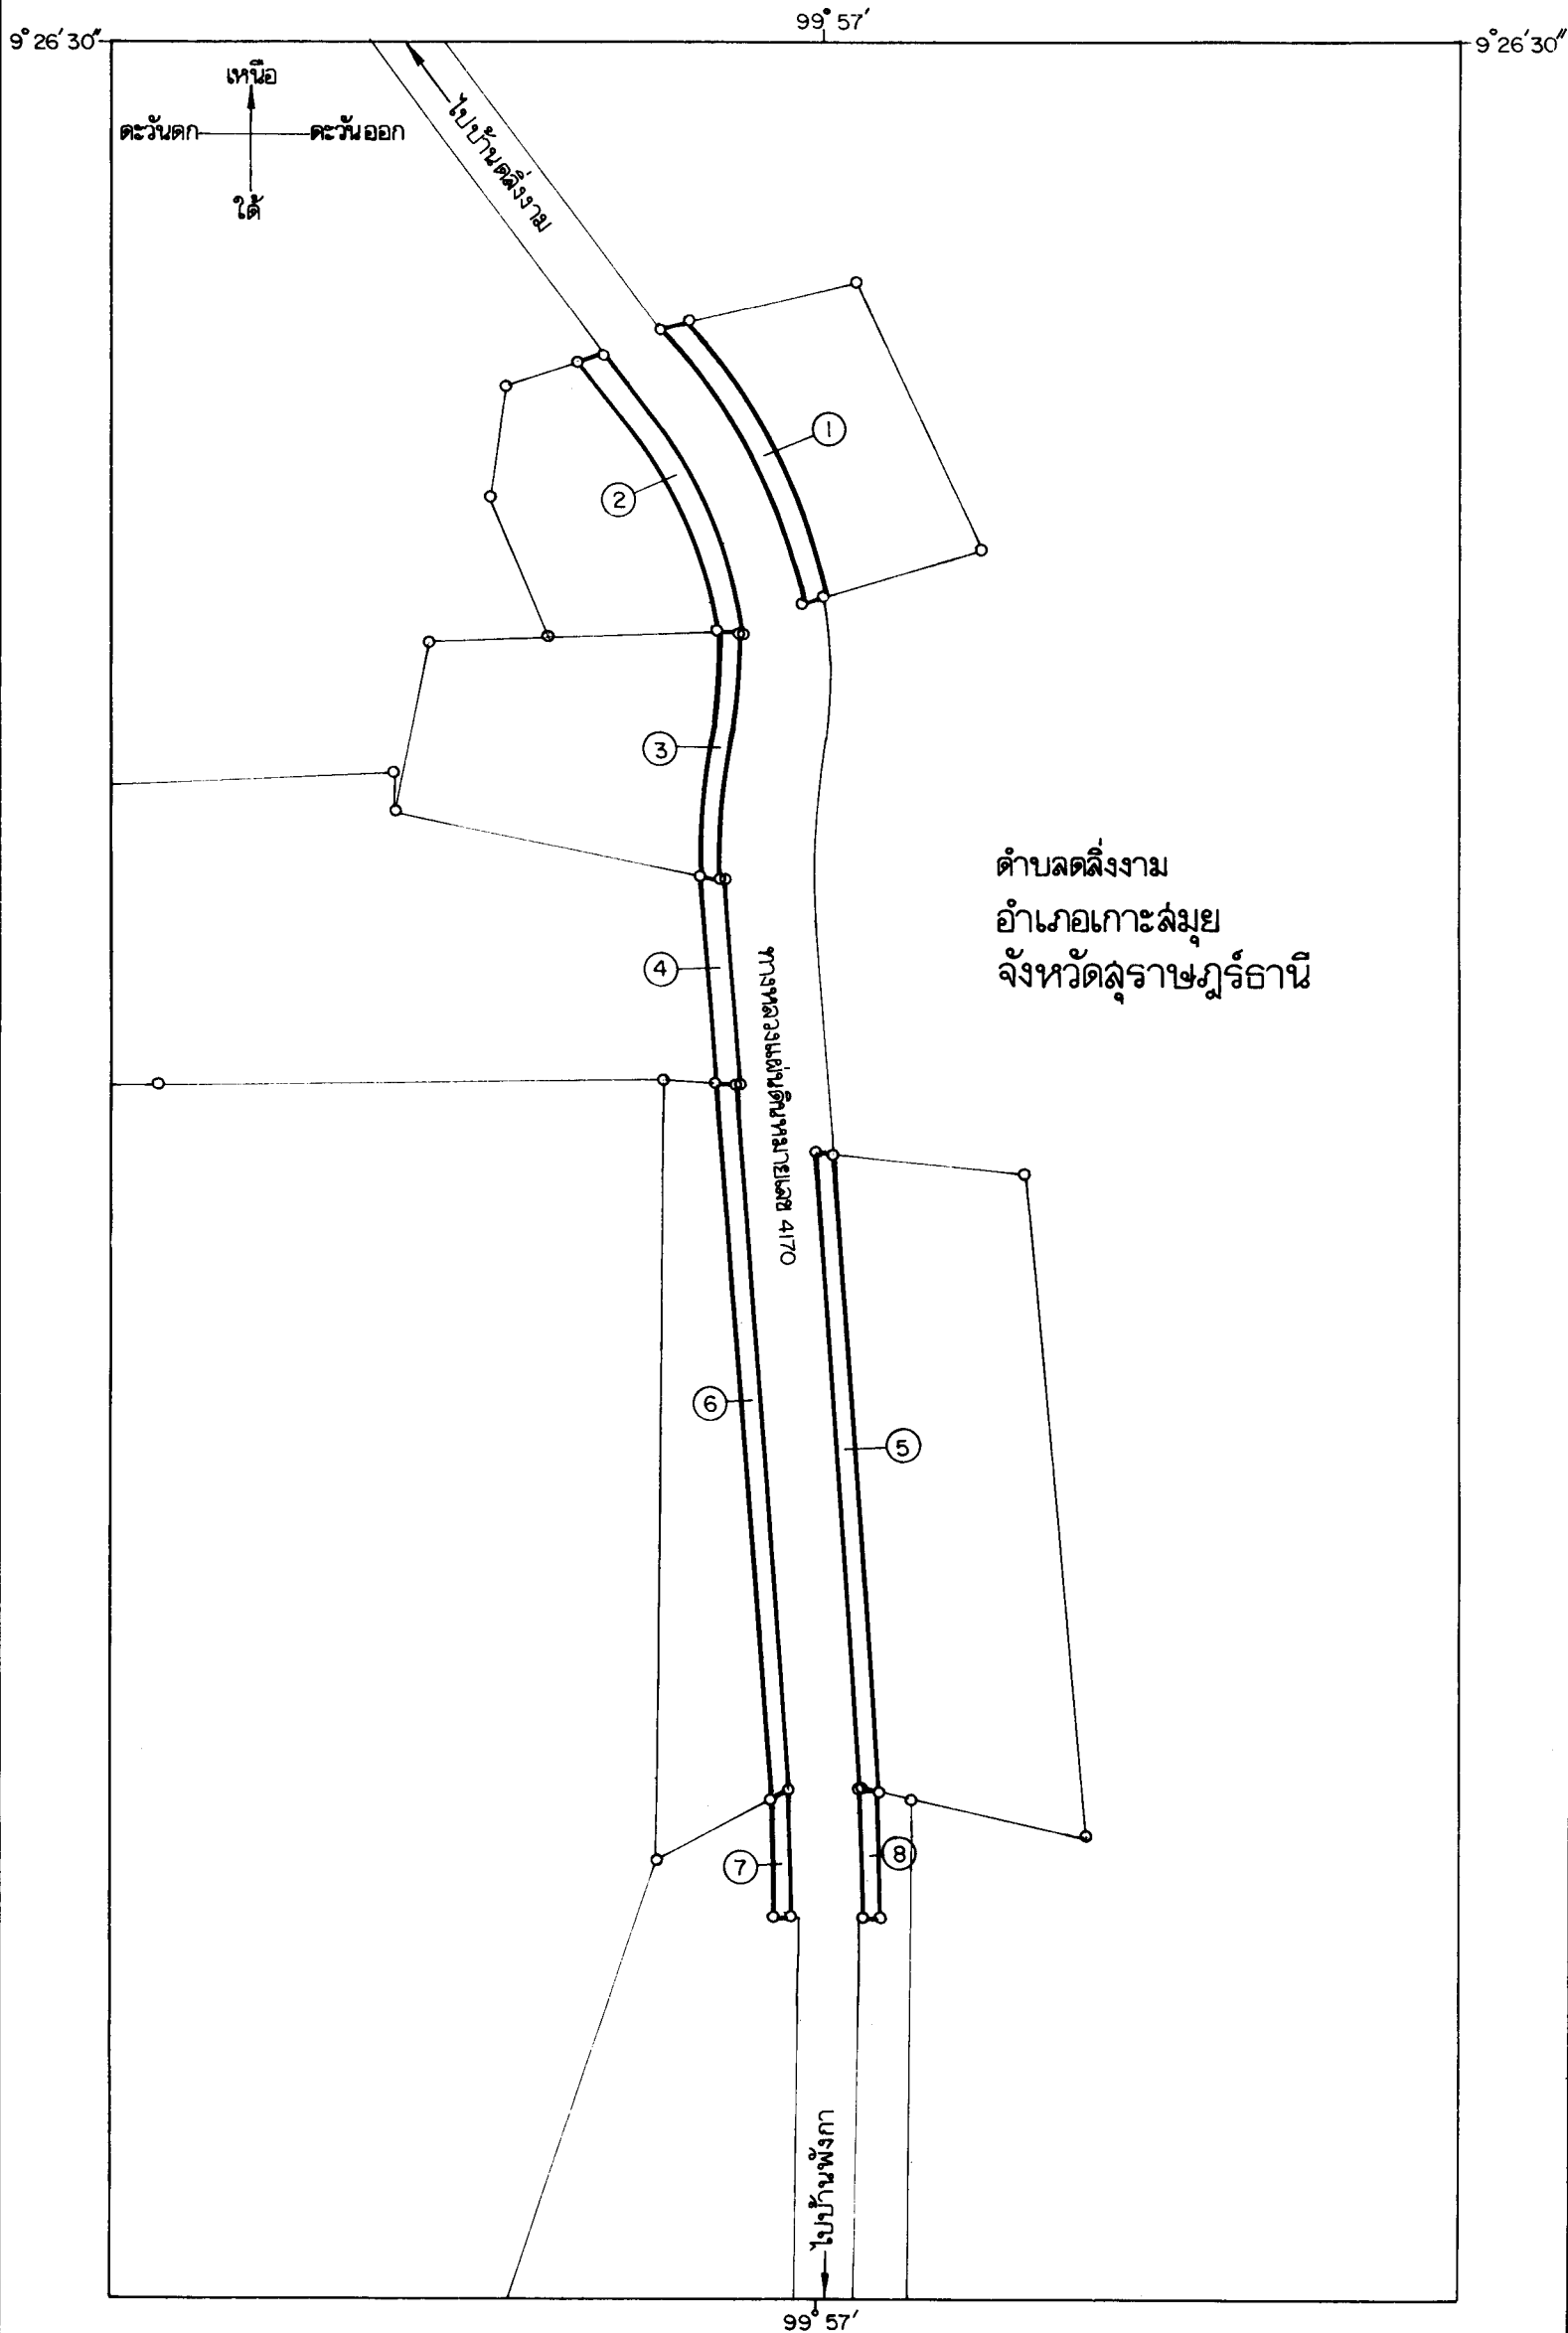 99° 57′
9° 26′ 30″
9° 26′ 30″
เหนือ
ตะวันตก
ตะวันออก
ใต้
ไปบ้านตลิ่งงาม
1
2
3
ตำบลตลิ่งงาม
อำเภอเกาะสมุย
จังหวัดสุราษฎร์ธานี
4
ทางหลวงแผ่นดินหมายเลข 4170
6
5
7
8
ไปบ้านพังกา
99° 57′